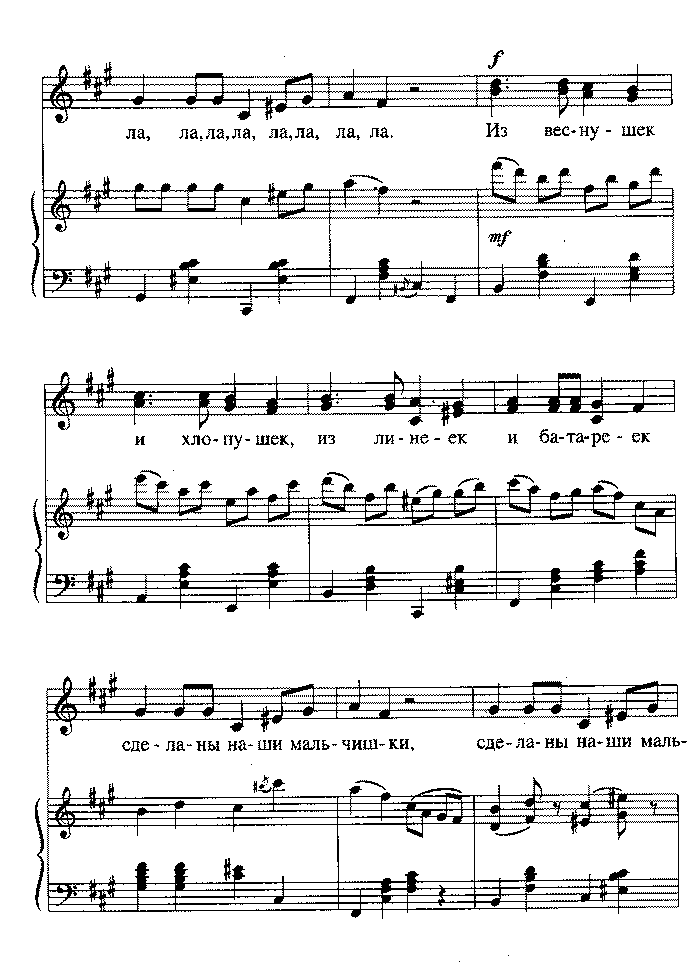 f
ла, ла,ла,ла, ла,ла, ла, ла. Из вес-ну-шек
mf
и хло-пу-шек, из ли-не-ек и ба-та-ре-ек
сде-ла-ны на-ши маль-чиш-ки, сде-ла-ны на-ши маль-